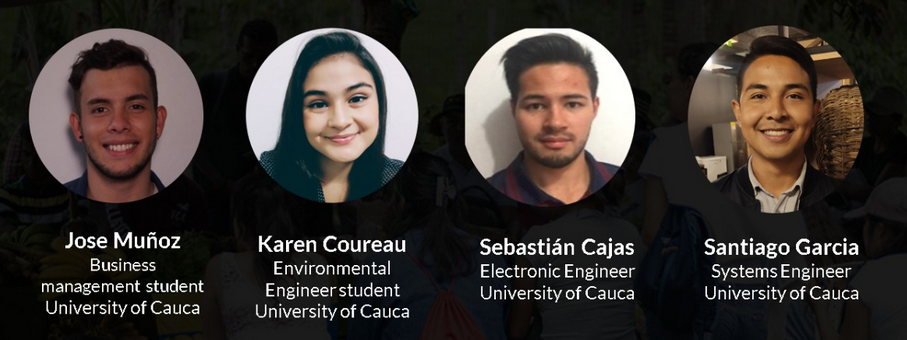 Jose Muñoz
Business
management student
University of Cauca
Karen Coureau
Environmental
Engineer student
University of Cauca
Sebastián Cajas
Electronic Engineer
University of Cauca
Santiago Garcia
Systems Engineer
University of Cauca